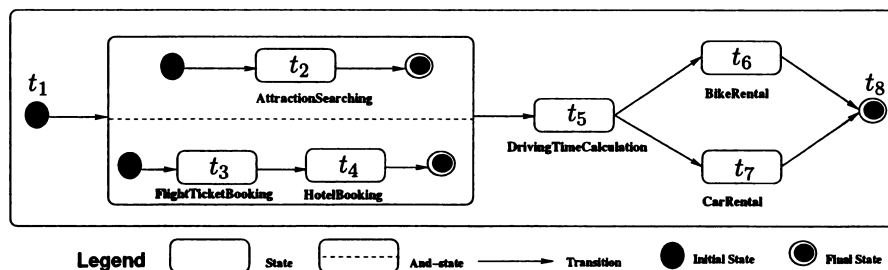 t1
t2
AttractionSearching
t3
FlightTicketBooking
t4
HotelBooking
t5
DrivingTimeCalculation
t6
BikeRental
t7
CarRental
t8
Legend
State
And-state
Transition
Initial State
Final State